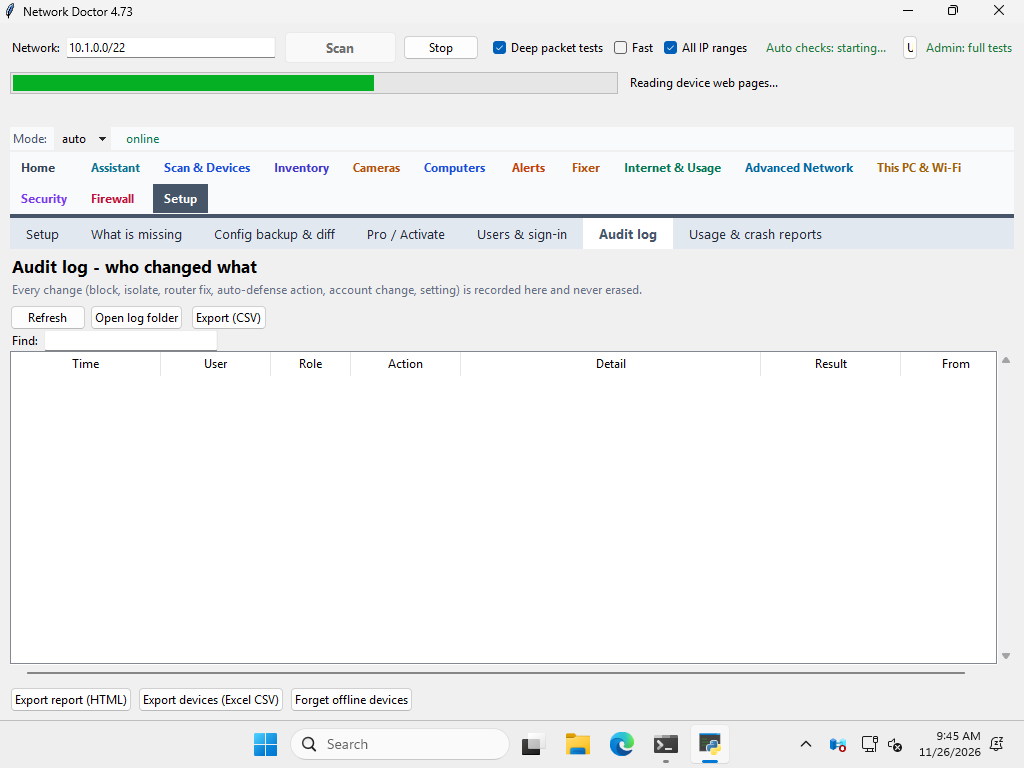 Network Doctor 4.73
Network: 10.1.0.0/22 Scan Stop Deep packet tests Fast All IP ranges Auto checks: starting... Admin: full tests
Reading device web pages...
Mode: auto online
Home Assistant Scan & Devices Inventory Cameras Computers Alerts Fixer Internet & Usage Advanced Network This PC & Wi-Fi
Security Firewall Setup
Setup What is missing Config backup & diff Pro / Activate Users & sign-in Audit log Usage & crash reports
Audit log - who changed what
Every change (block, isolate, router fix, auto-defense action, account change, setting) is recorded here and never erased.
Refresh Open log folder Export (CSV)
Find:
Time User Role Action Detail Result From
Export report (HTML) Export devices (Excel CSV) Forget offline devices
Search
9:45 AM
11/26/2026